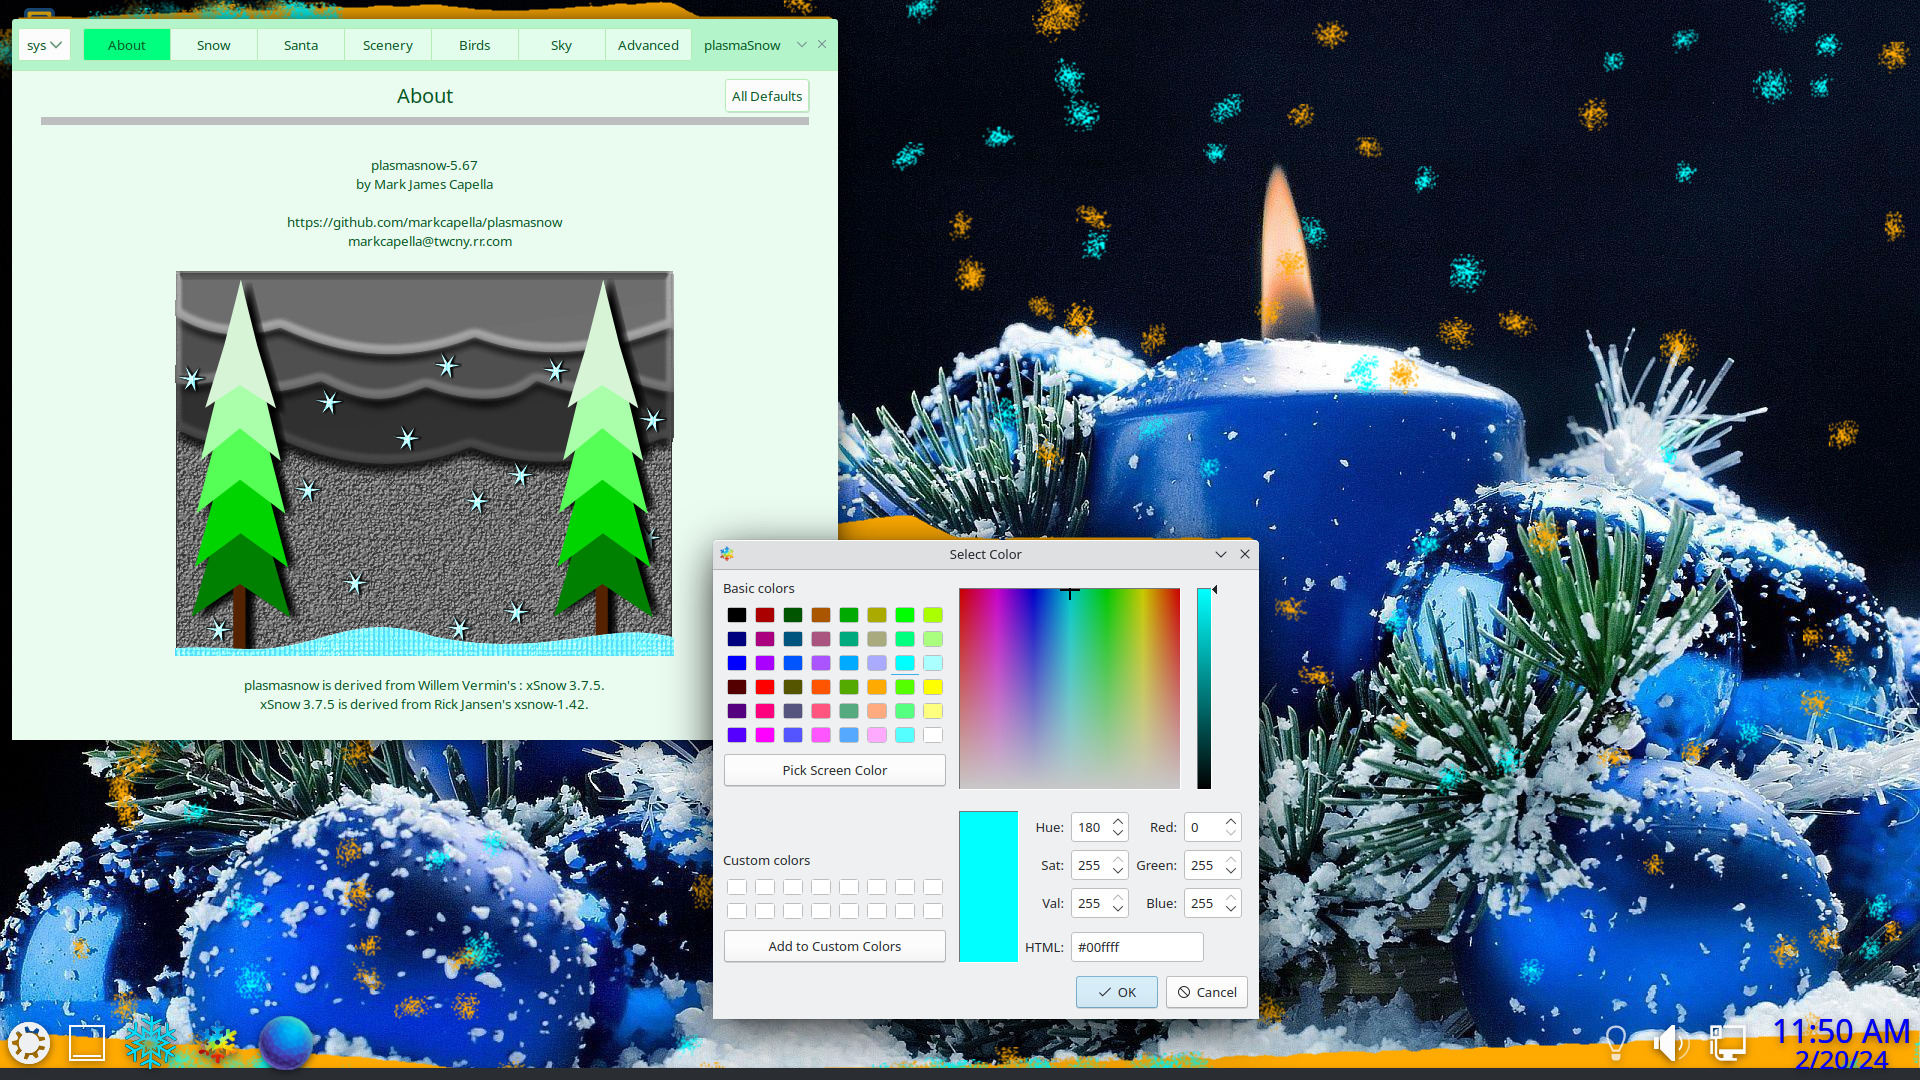 sys
About
Snow
Santa
Scenery
Birds
Sky
Advanced
plasmaSnow
About
All Defaults
plasmasnow-5.67
by Mark James Capella
https://github.com/markcapella/plasmasnow
markcapella@twcny.rr.com
plasmasnow is derived from Willem Vermin's : xSnow 3.7.5.
xSnow 3.7.5 is derived from Rick Jansen's xsnow-1.42.
Select Color
Basic colors
Pick Screen Color
Custom colors
Add to Custom Colors
Hue: 180
Red: 0
Sat: 255
Green: 255
Val: 255
Blue: 255
HTML: #00ffff
OK
Cancel
11:50 AM
2/20/24